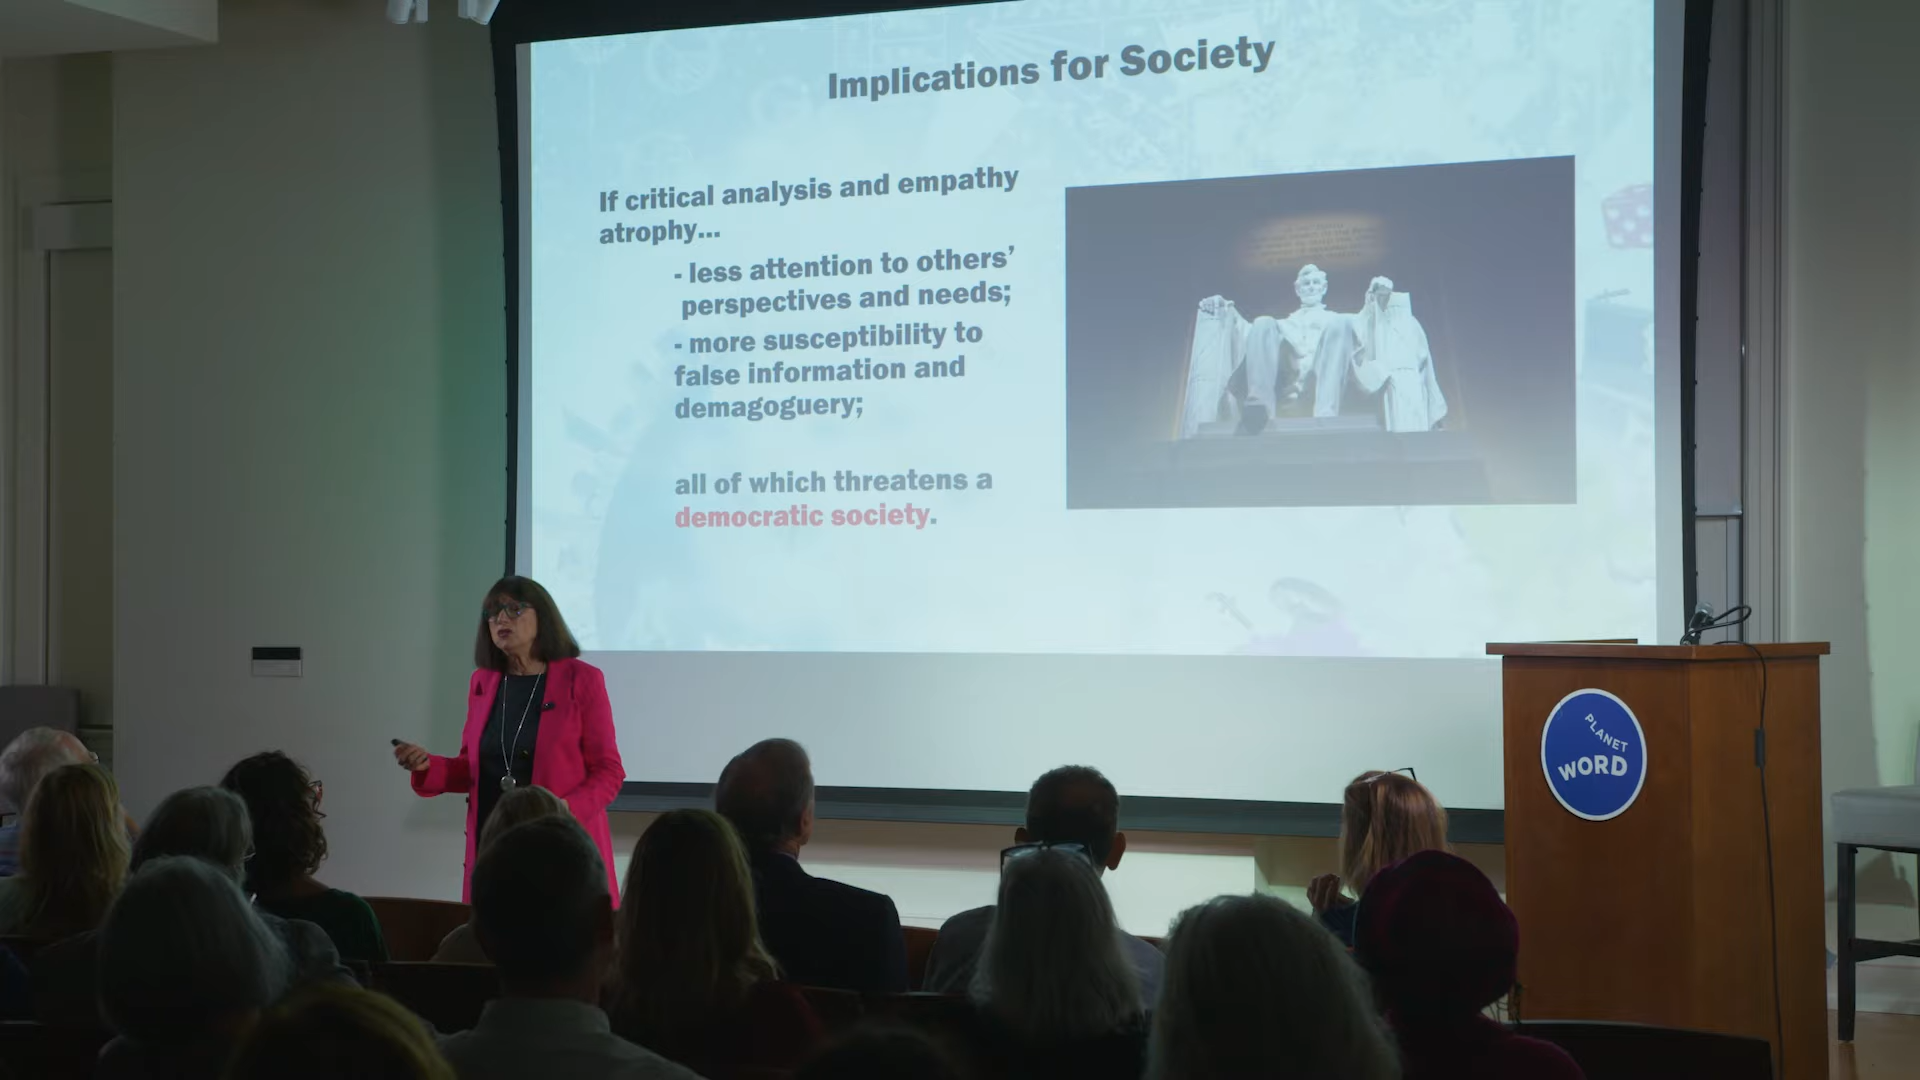 Implications for Society
If critical analysis and empathy
atrophy...
- less attention to others’
perspectives and needs;
- more susceptibility to
false information and
demagoguery;
all of which threatens a
democratic society.
PLANET
WORD